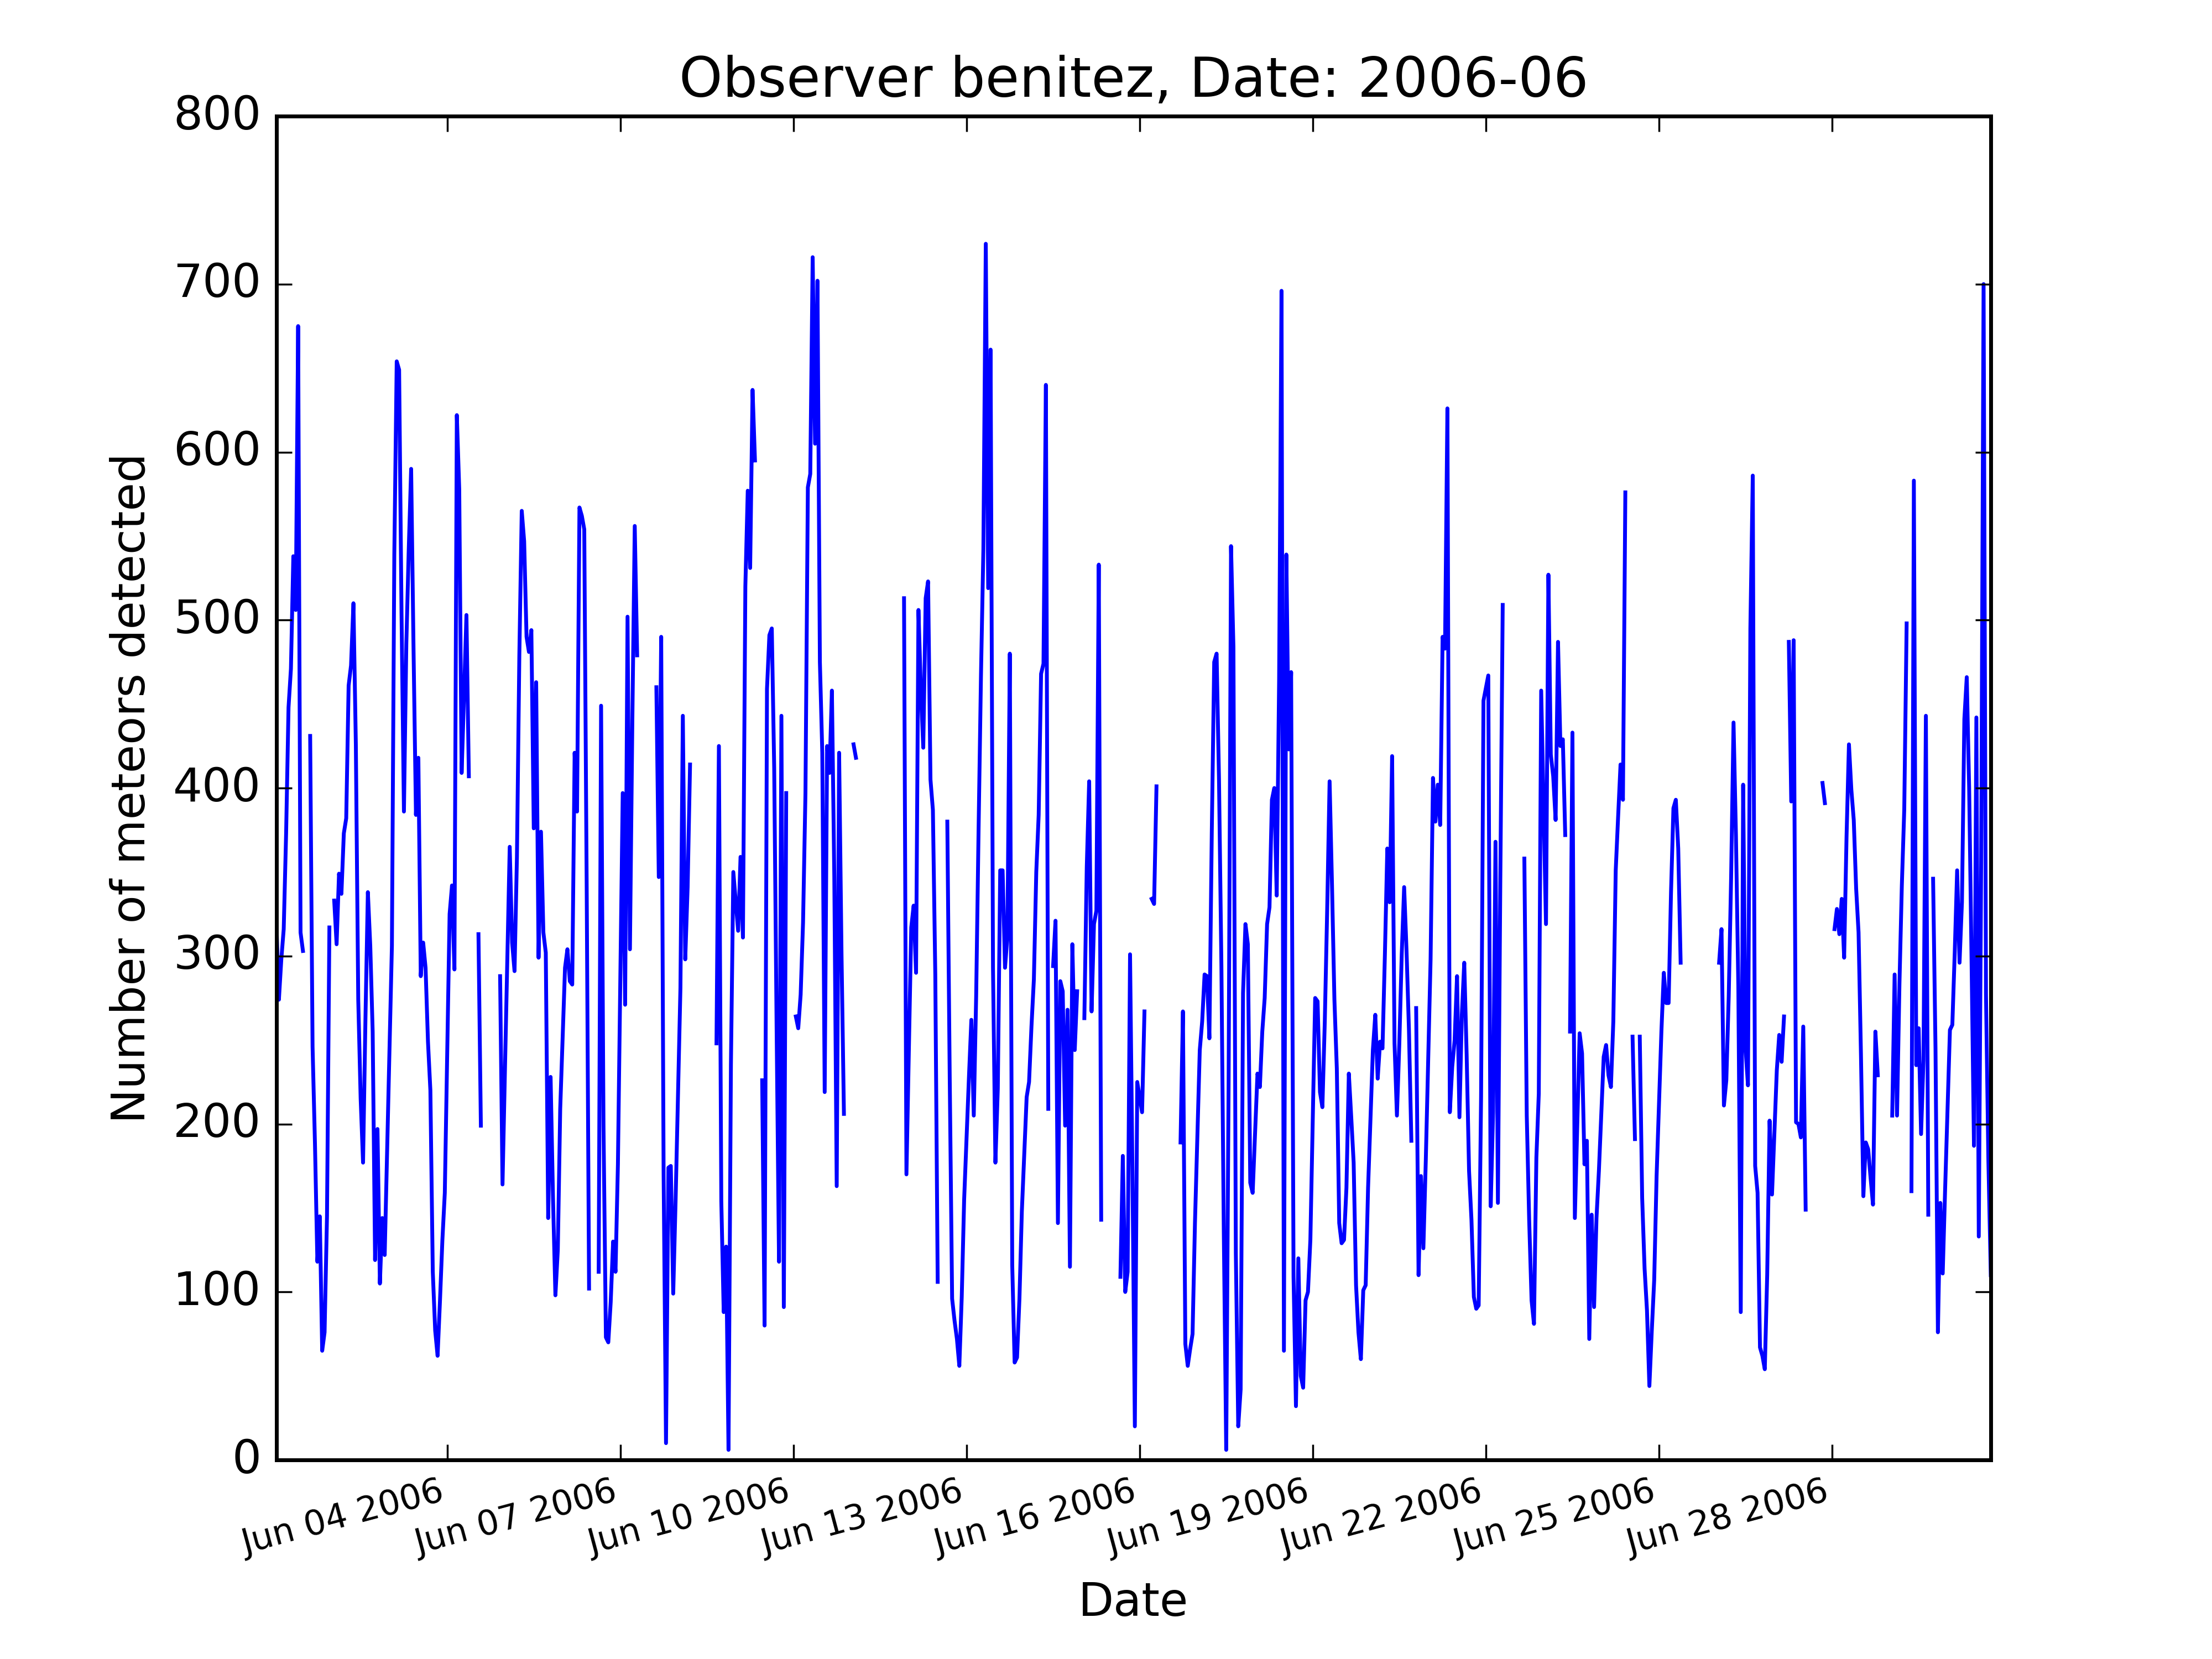 Observer benitez, Date: 2006-06
800
700
600
500
400
300
200
100
0
Number of meteors detected
Jun 04 2006
Jun 07 2006
Jun 10 2006
Jun 13 2006
Jun 16 2006
Jun 19 2006
Jun 22 2006
Jun 25 2006
Jun 28 2006
Date